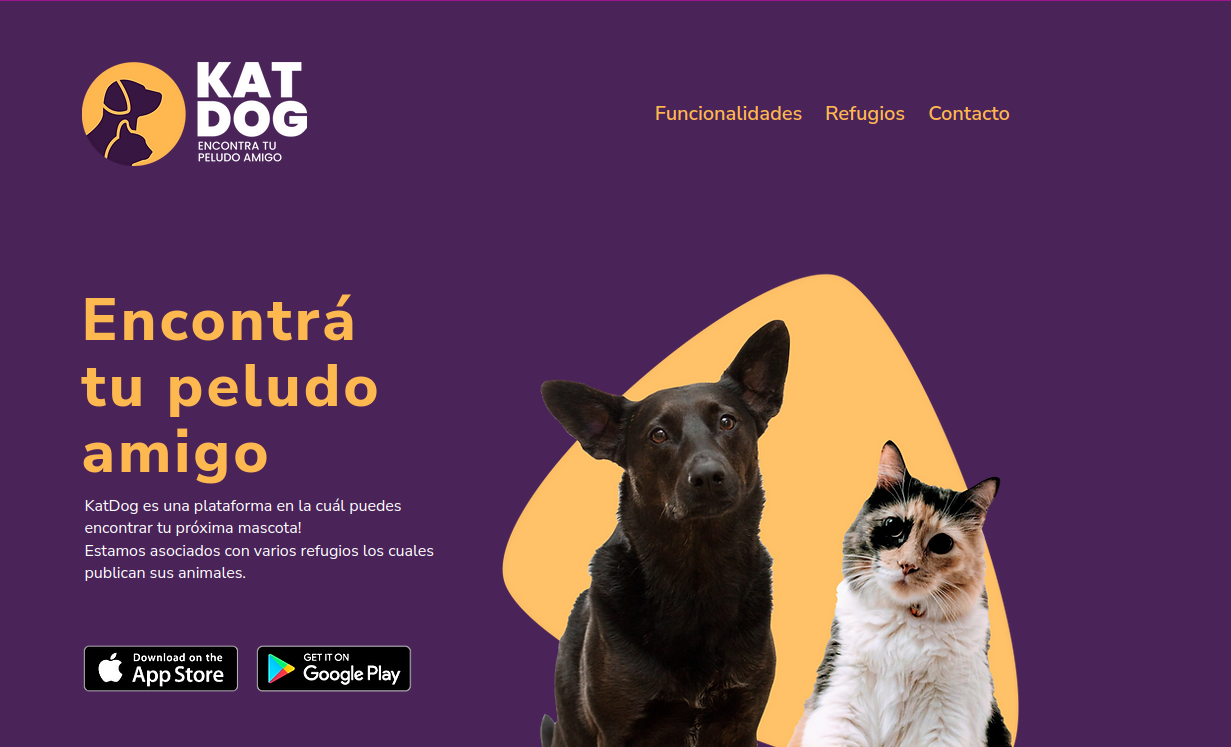 KAT
DOG
ENCONTRA TU
PELUDO AMIGO
Funcionalidades Refugios Contacto
Encontrá
tu peludo
amigo
KatDog es una plataforma en la cuál puedes
encontrar tu próxima mascota!
Estamos asociados con varios refugios los cuales
publican sus animales.
Download on the
App Store
GET IT ON
Google Play